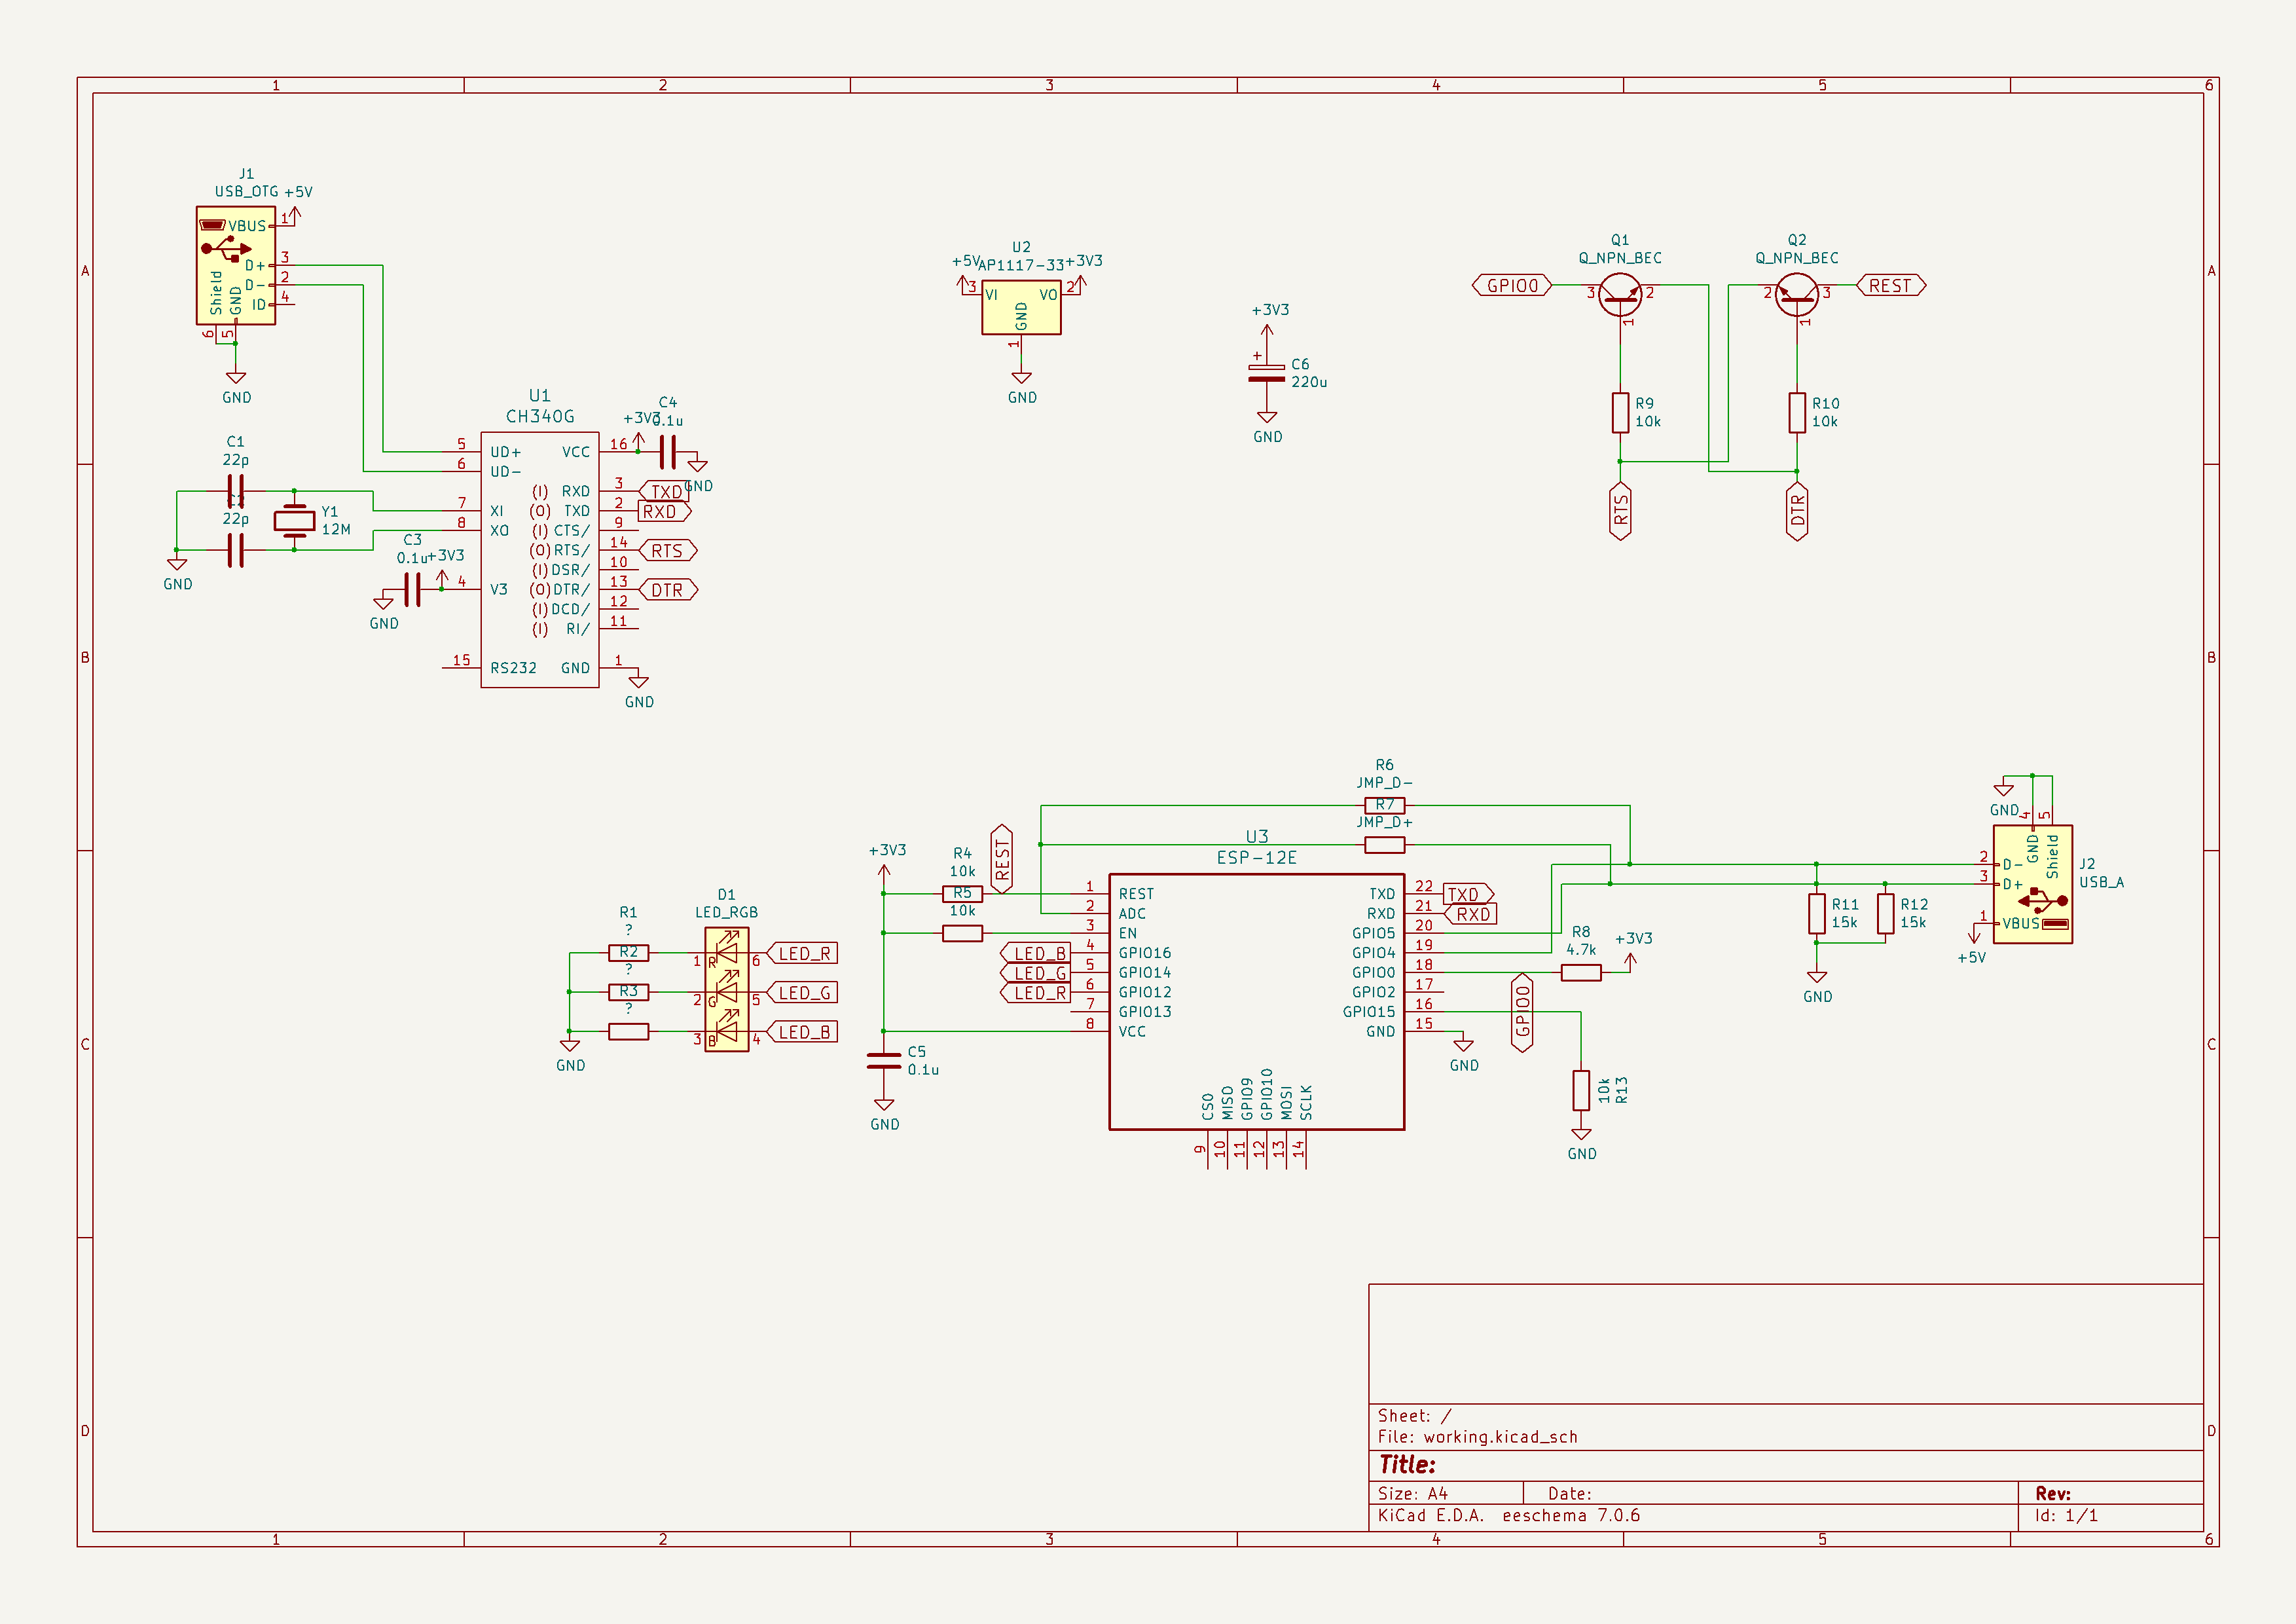 1 2 3 4 5 6
A
B
C
D
A
B
C
D
J1
USB_OTG
+5V
VBUS 1
D+ 3
D- 2
ID 4
Shield
GND
6 5
GND
U1
CH340G
5 UD+
6 UD-
7 XI
8 XO
4 V3
15 RS232
VCC 16
(I) RXD 3
(O) TXD 2
(I) CTS/ 9
(O) RTS/ 14
(I) DSR/ 10
(O) DTR/ 13
(I) DCD/ 12
(I) RI/ 11
GND 1
GND
TXD
RXD
RTS
DTR
+3V3
C4
0.1u
GND
C1
22p
22p
Y1
12M
GND
C3
0.1u
+3V3
GND
U2
AP1117-33
+5V
+3V3
3 VI
VO 2
GND
1
GND
+3V3
+
C6
220u
GND
Q1
Q_NPN_BEC
GPIO0
3 2
1
R9
10k
RTS
Q2
Q_NPN_BEC
2 3
REST
1
R10
10k
DTR
R6
JMP_D-
R7
JMP_D+
U3
ESP-12E
1 REST
2 ADC
3 EN
4 GPIO16
5 GPIO14
6 GPIO12
7 GPIO13
8 VCC
TXD 22
RXD 21
GPIO5 20
GPIO4 19
GPIO0 18
GPIO2 17
GPIO15 16
GND 15
CS0
MISO
GPIO9
GPIO10
MOSI
SCLK
9 10 11 12 13 14
+3V3
R4
10k
R5
10k
REST
LED_B
LED_G
LED_R
C5
0.1u
GND
TXD
RXD
GND
GPIO0
R8
4.7k
+3V3
10k
R13
GND
D1
LED_RGB
R1
?
R2
?
R3
?
1 R 6
2 G 5
3 B 4
LED_R
LED_G
LED_B
GND
R11
15k
R12
15k
GND
GND
4 5
GND
Shield
2 D-
3 D+
1 VBUS
J2
USB_A
+5V
Sheet: /
File: working.kicad_sch
Title:
Size: A4
Date:
Rev:
KiCad E.D.A. eeschema 7.0.6
Id: 1/1
1 2 3 4 5 6